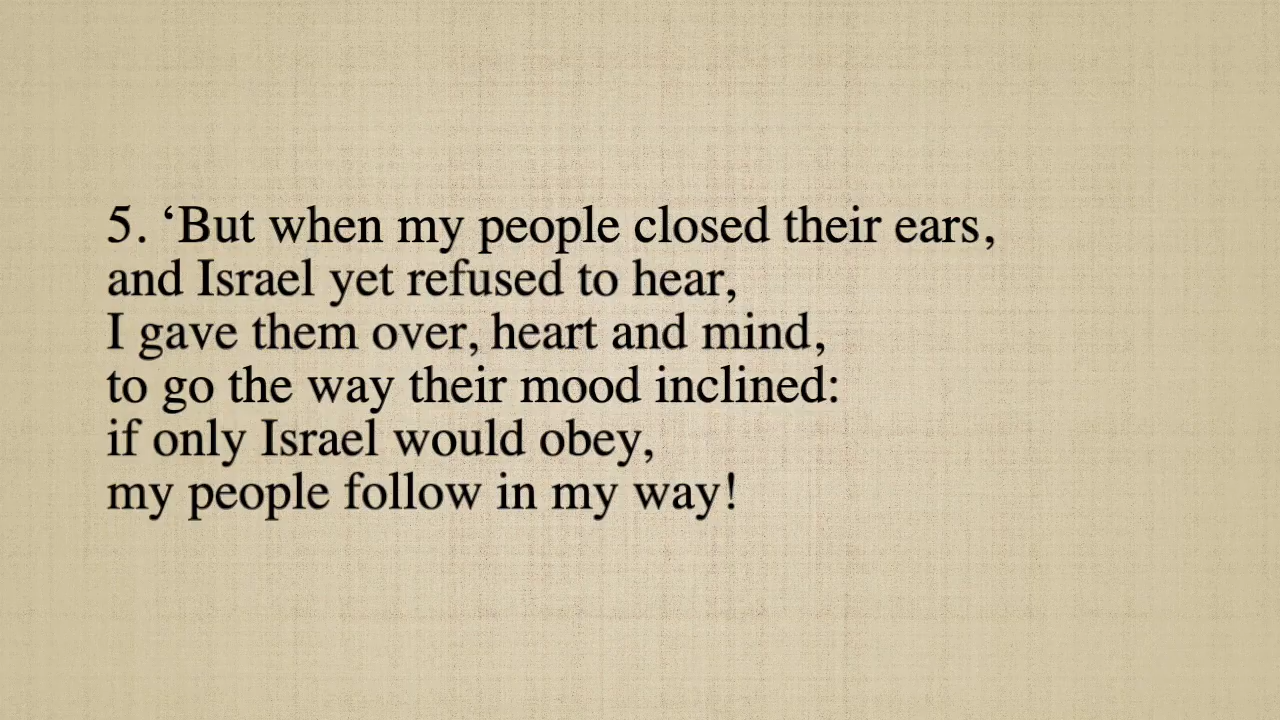 5. ‘But when my people closed their ears,
and Israel yet refused to hear,
I gave them over, heart and mind,
to go the way their mood inclined:
if only Israel would obey,
my people follow in my way!